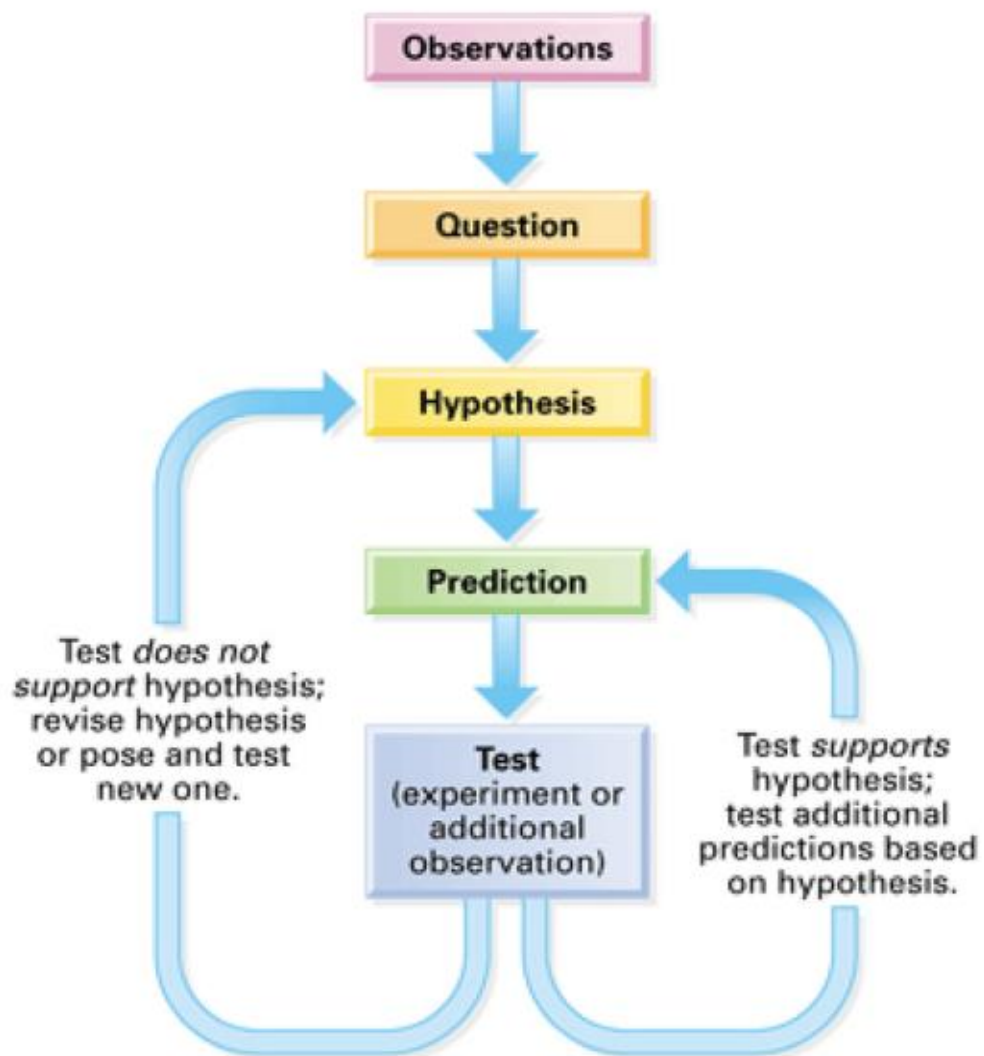 Observations
Question
Hypothesis
Prediction
Test does not
support hypothesis;
revise hypothesis
or pose and test
new one.
Test
(experiment or
additional
observation)
Test supports
hypothesis;
test additional
predictions based
on hypothesis.